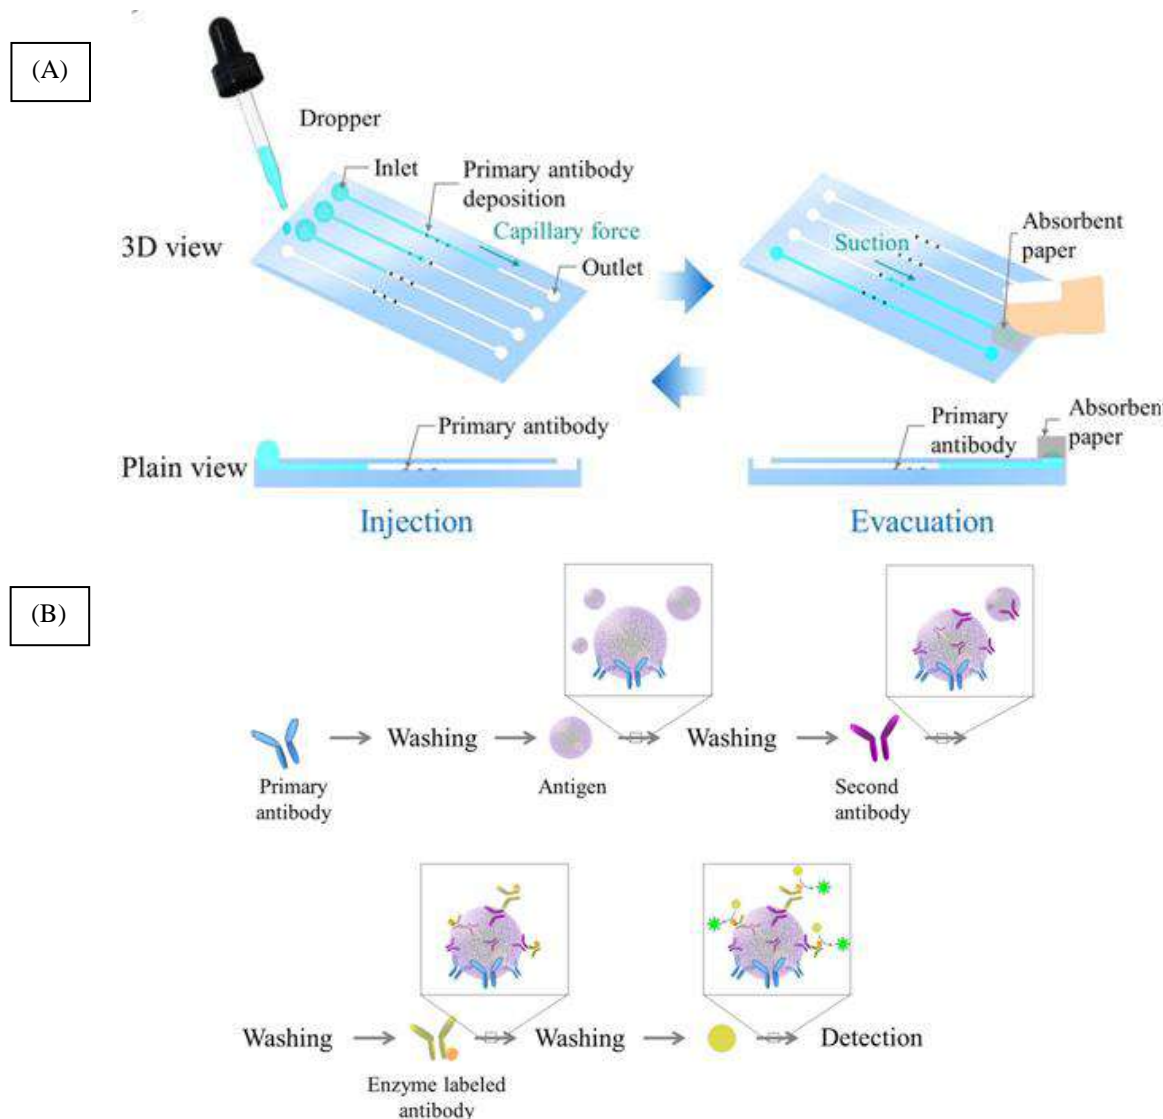 (A)
Dropper
Inlet
Primary antibody
deposition
Capillary force
Outlet
3D view
Suction
Absorbent
paper
Primary antibody
Plain view
Injection
Primary
antibody
Absorbent
paper
Evacuation
(B)
Primary
antibody
Washing
Antigen
Washing
Second
antibody
Washing
Enzyme labeled
antibody
Washing
Detection